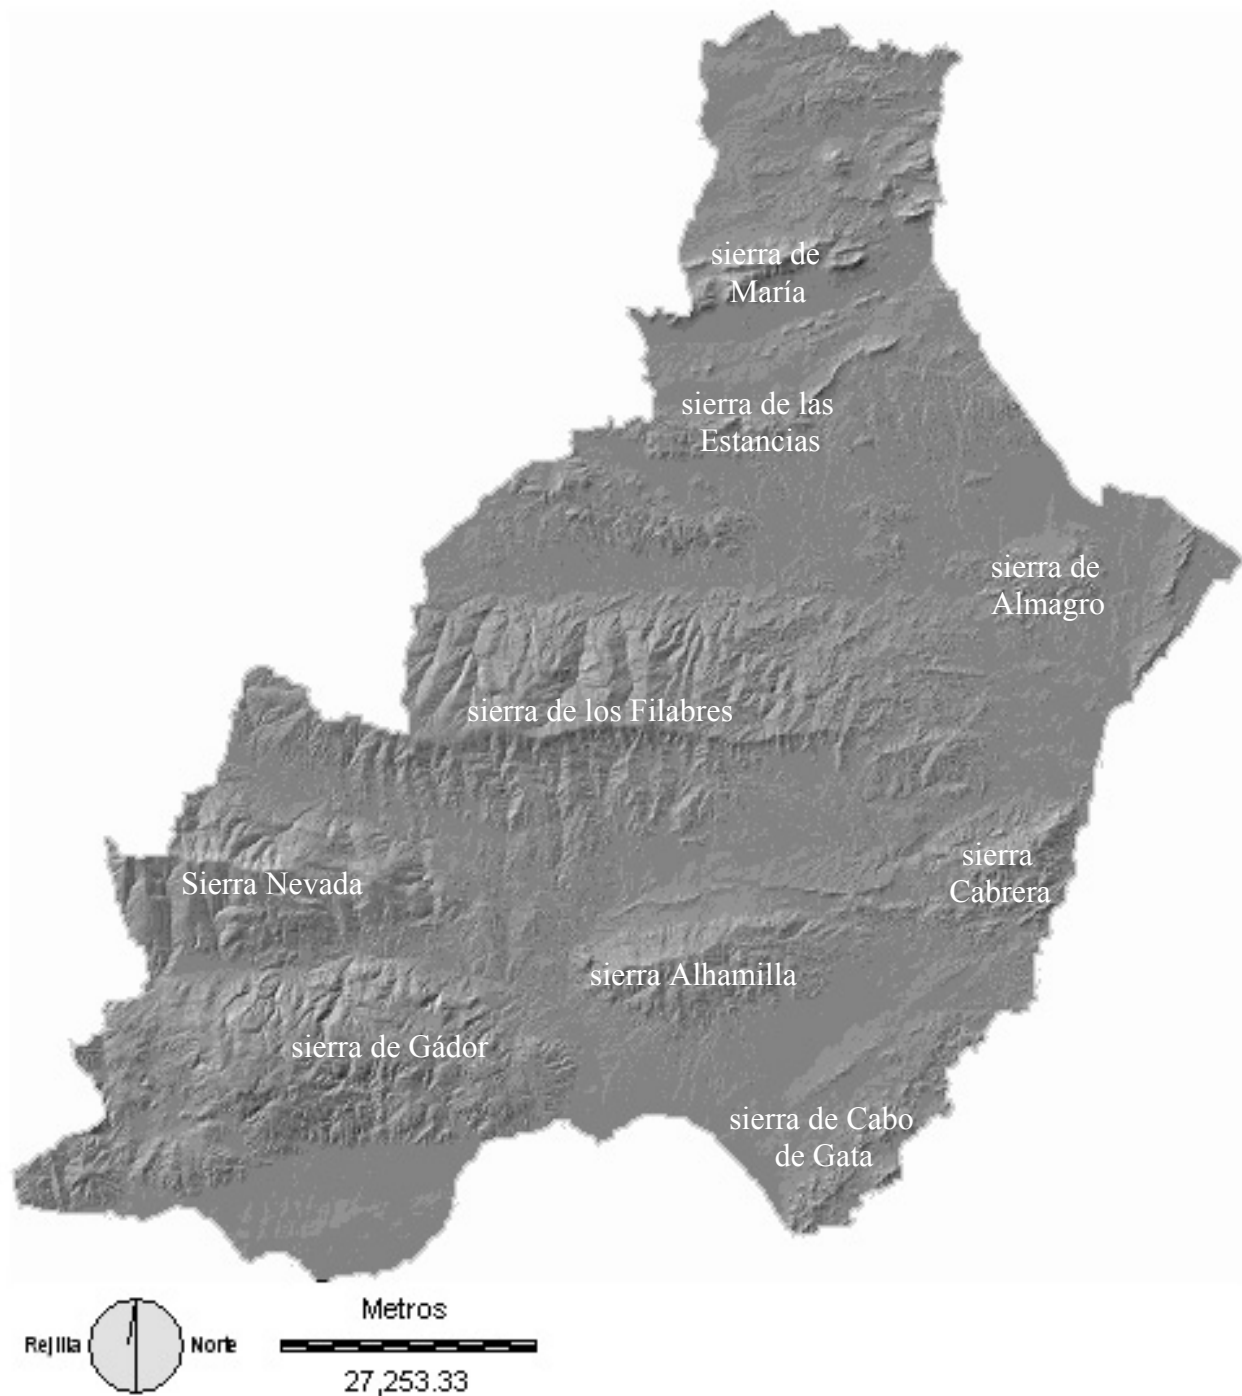 sierra de
María
sierra de las
Estancias
sierra de
Almagro
sierra de los Filabres
sierra
Cabrera
Sierra Nevada
sierra Alhamilla
sierra de Gádor
sierra de Cabo
de Gata
Metros
Rejilla
Norte
27,253.33